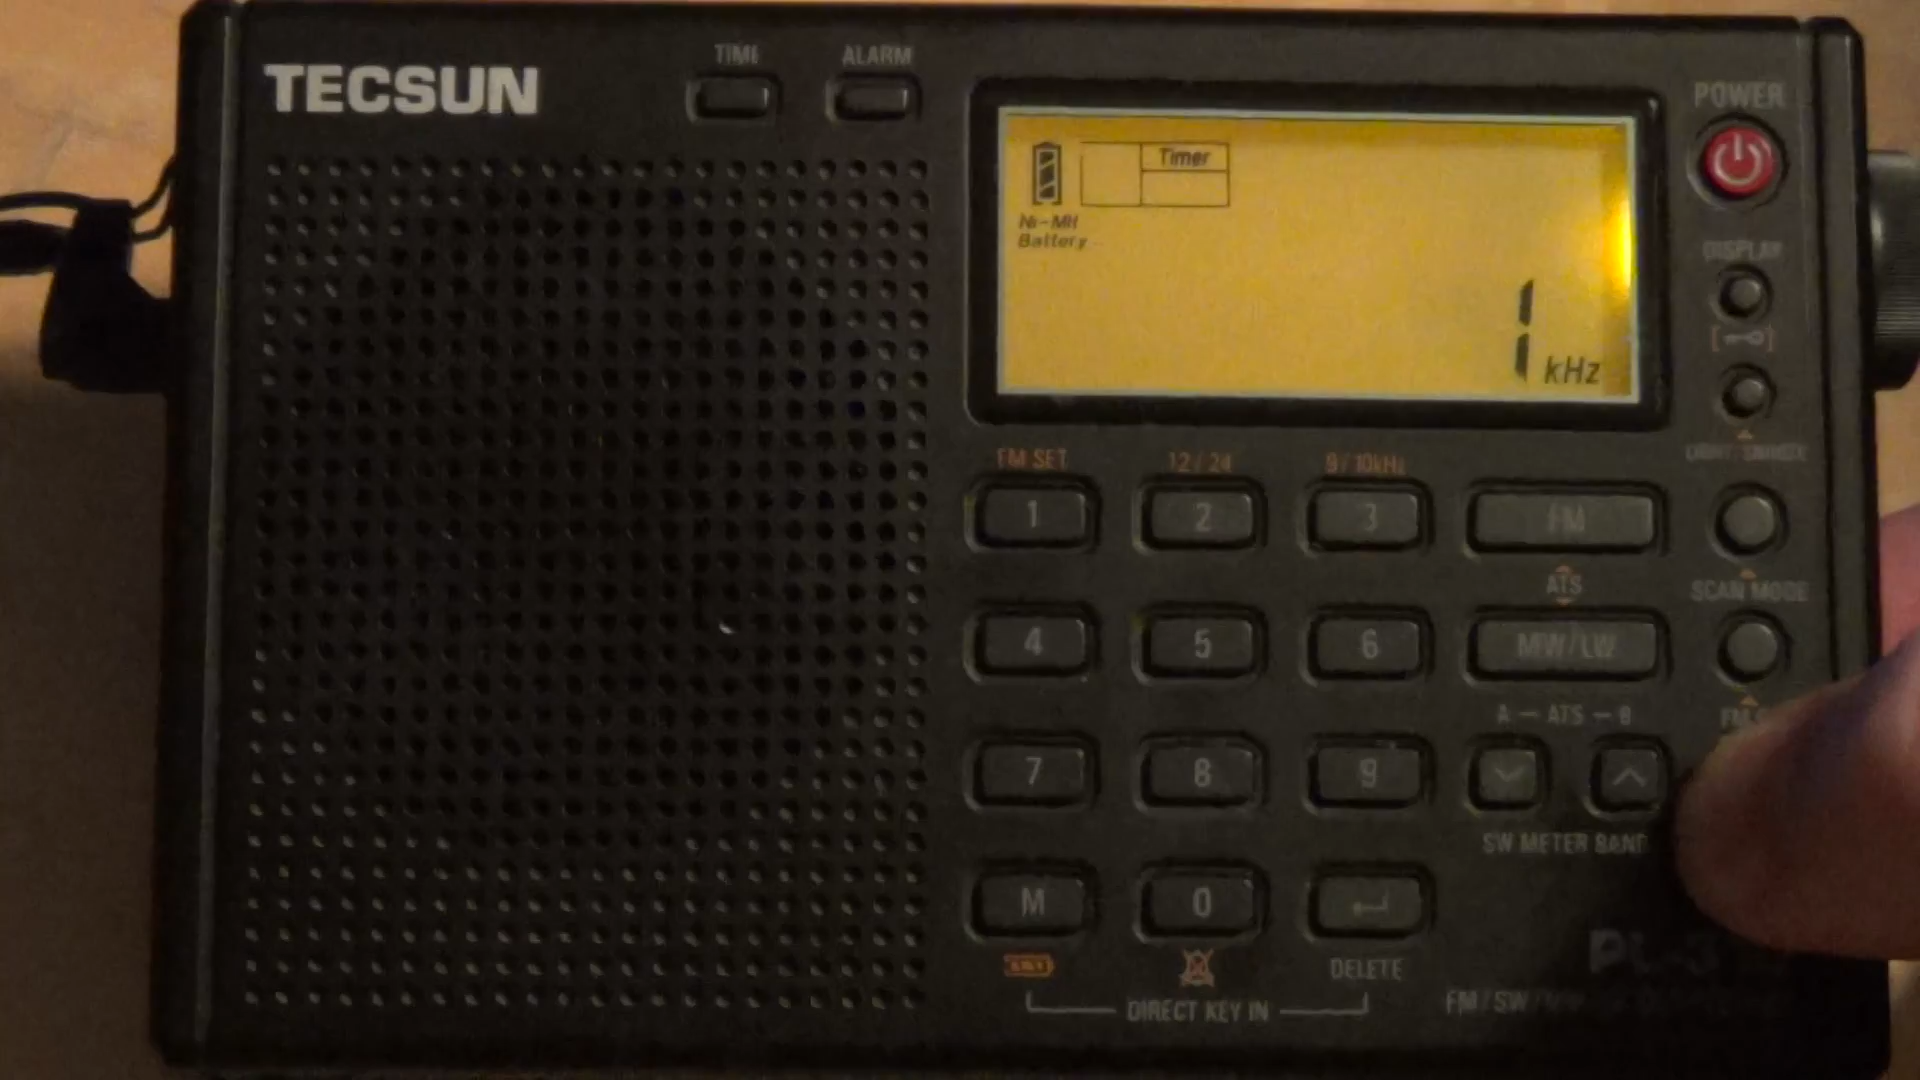 TECSUN
TIME
ALARM
POWER
Timer
Ni-MH
Battery
1 kHz
DISPLAY
FM SET
12/24
9/10kHz
1
2
3
FM
ATS
SCAN MODE
4
5
6
MW/LW
A - ATS - B
7
8
9
SW METER BAND
M
0
DELETE
DIRECT KEY IN